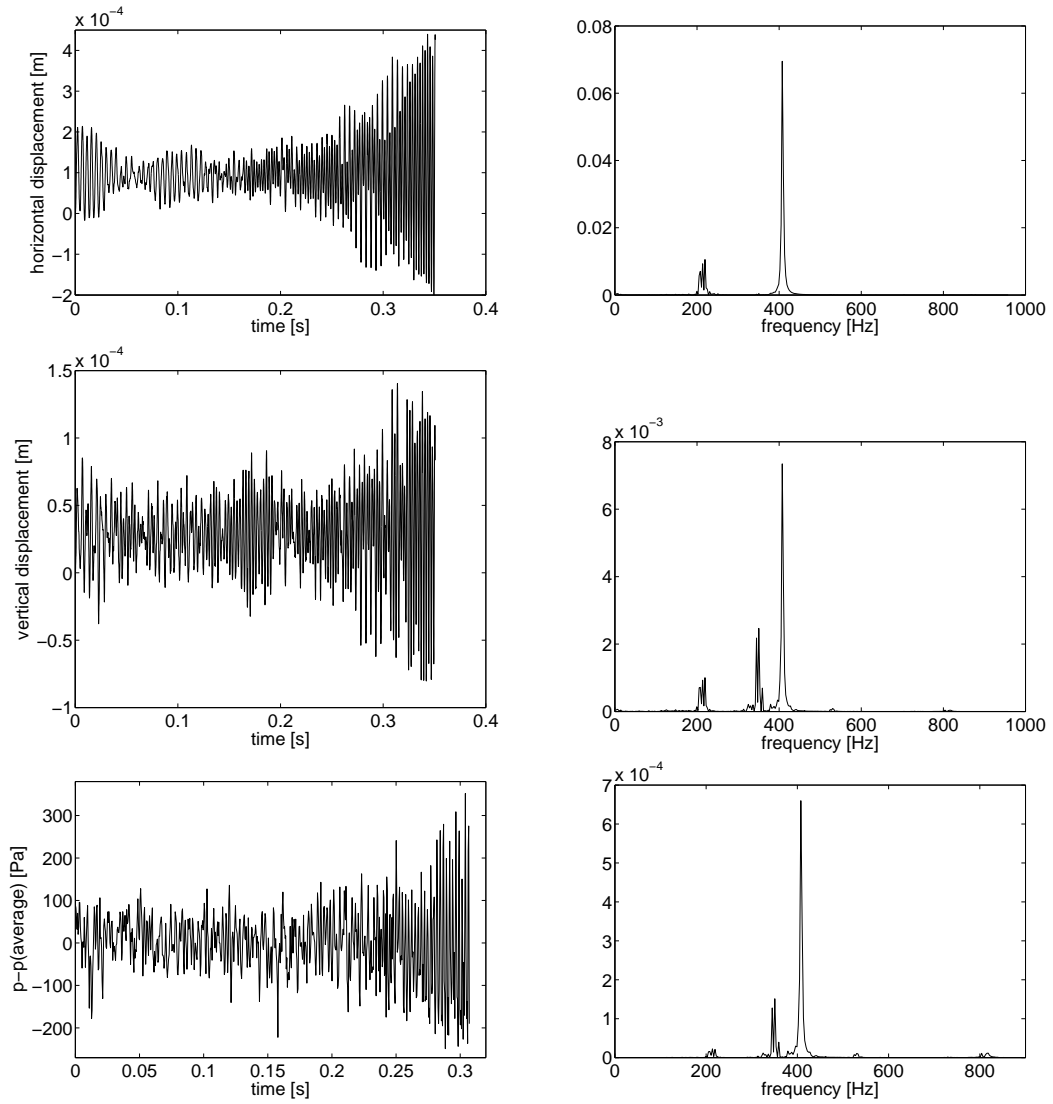 x 10−4
4
3
2
1
0
−1
−2
horizontal displacement [m]
0 0.1 0.2 0.3 0.4
time [s]
0.08
0.06
0.04
0.02
0
0 200 400 600 800 1000
frequency [Hz]
x 10−4
1.5
1
0.5
0
−0.5
−1
vertical displacement [m]
0 0.1 0.2 0.3 0.4
time [s]
x 10−3
8
6
4
2
0
0 200 400 600 800 1000
frequency [Hz]
300
200
100
0
−100
−200
p−p(average) [Pa]
0 0.05 0.1 0.15 0.2 0.25 0.3
time [s]
x 10−4
7
6
5
4
3
2
1
0
0 200 400 600 800
frequency [Hz]